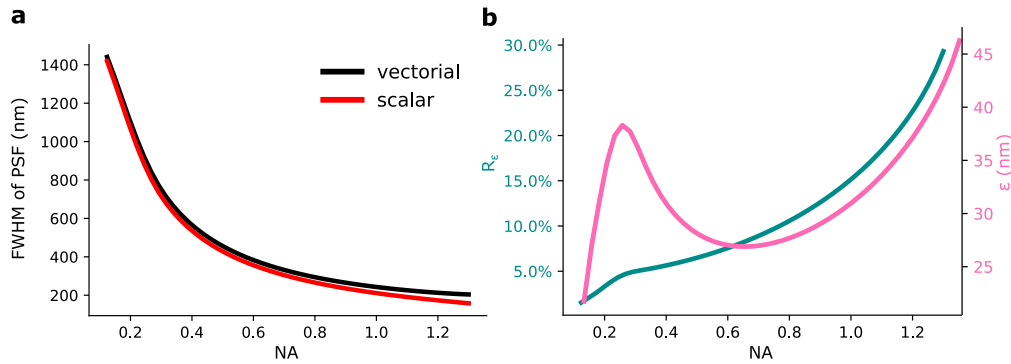 a
FWHM of PSF (nm)
1400
1200
1000
800
600
400
200
0.2 0.4 0.6 0.8 1.0 1.2
NA
vectorial
scalar
b
Rε
30.0%
25.0%
20.0%
15.0%
10.0%
5.0%
0.2 0.4 0.6 0.8 1.0 1.2
NA
45
40
35
30
25
ε (nm)